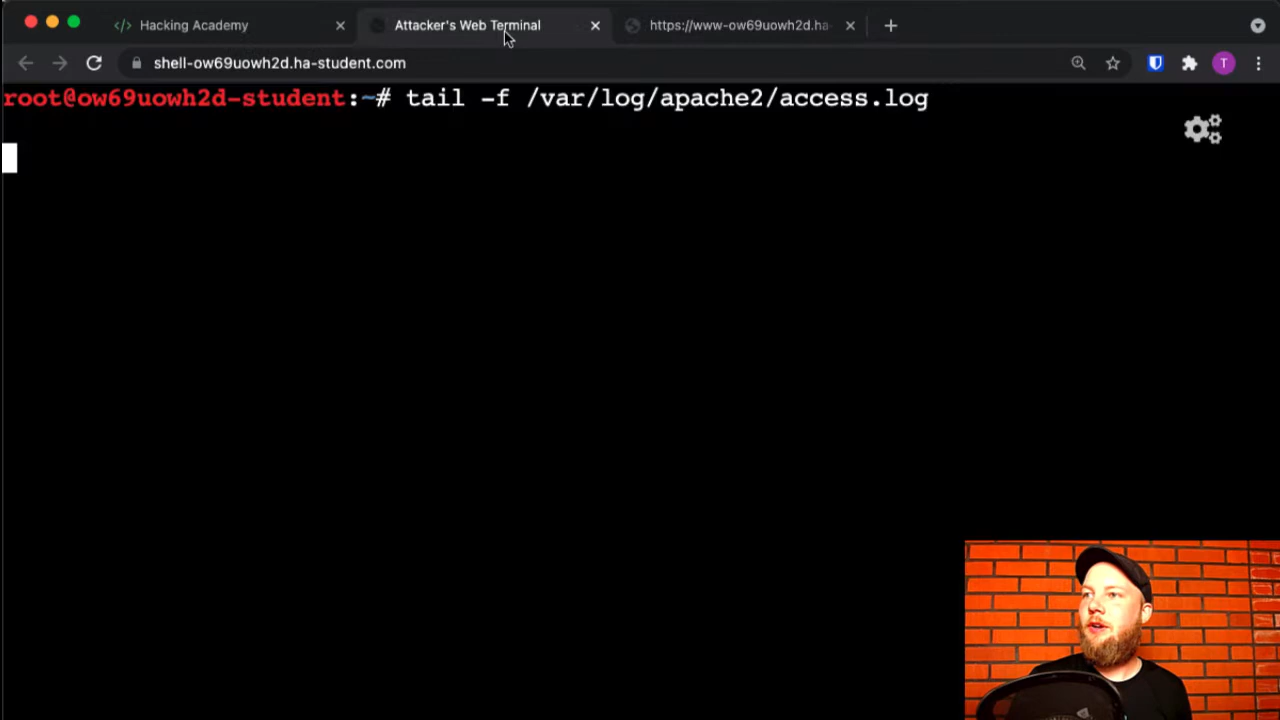 Hacking Academy
Attacker's Web Terminal
https://www-ow69uowh2d.ha-
shell-ow69uowh2d.ha-student.com
T
root@ow69uowh2d-student:~# tail -f /var/log/apache2/access.log